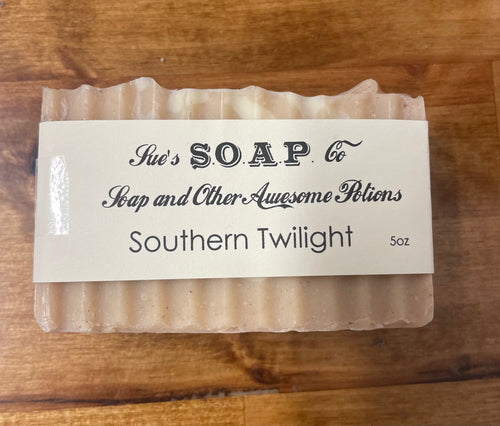 Sue's S.O.A.P. Co
Soap and Other Awesome Potions
Southern Twilight 5oz